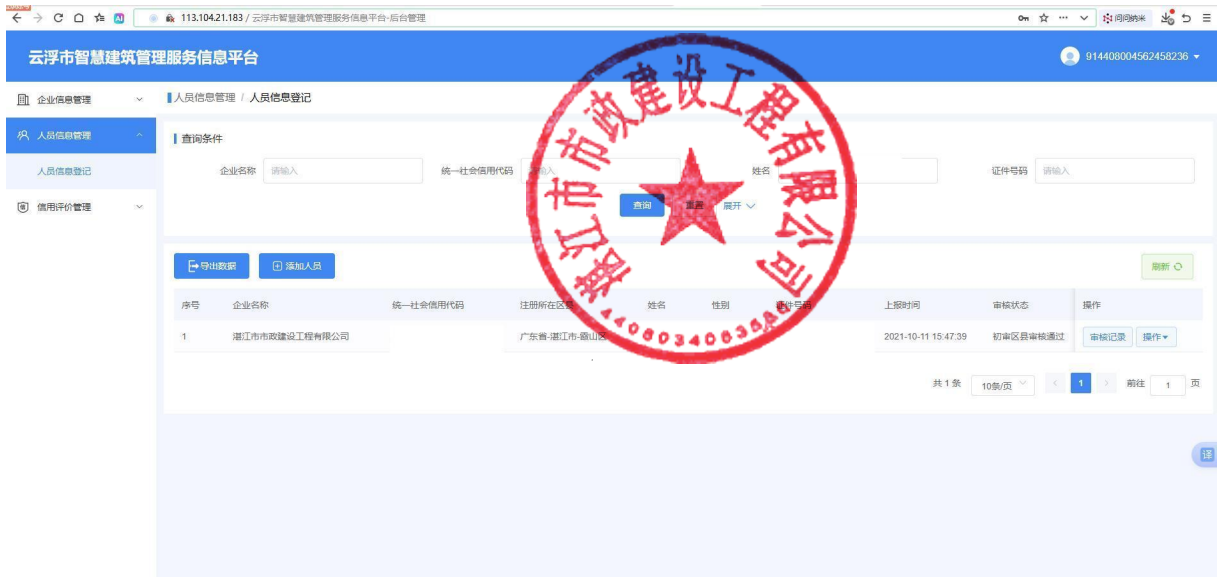 113.104.21.183 / 云浮市智慧建筑管理服务信息平台-后台管理
问问纳米
云浮市智慧建筑管理服务信息平台
914408004562458236
企业信息管理
人员信息管理 / 人员信息登记
人员信息管理
人员信息登记
信用评价管理
查询条件
企业名称 请输入
统一社会信用代码
姓名
证件号码 请输入
查询 重置 展开
湛江市市政建设工程有限公司
导出数据 添加人员 刷新
序号 企业名称 统一社会信用代码 注册所在区县 姓名 性别 证件号码 上报时间 审核状态 操作
1 湛江市市政建设工程有限公司 广东省-湛江市-霞山区 2021-10-11 15:47:39 初审区县审核通过 审核记录 操作
共 1 条 10条/页 1 前往 1 页
译